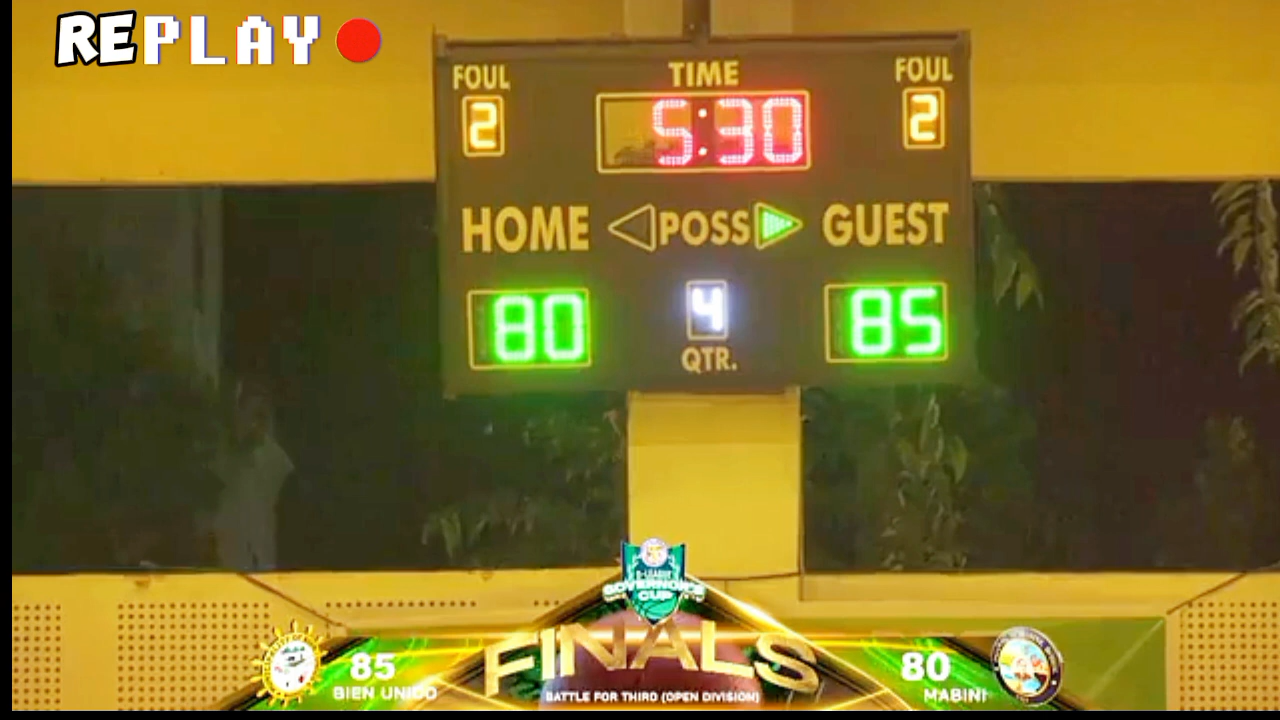 REPLAY
FOUL TIME FOUL
2 5:30 2
HOME POSS GUEST
80 4 85
QTR.
GOVERNOR'S
CUP
FINALS
85 80
BIEN UNIDO MABINI
BATTLE FOR THIRD (OPEN DIVISION)